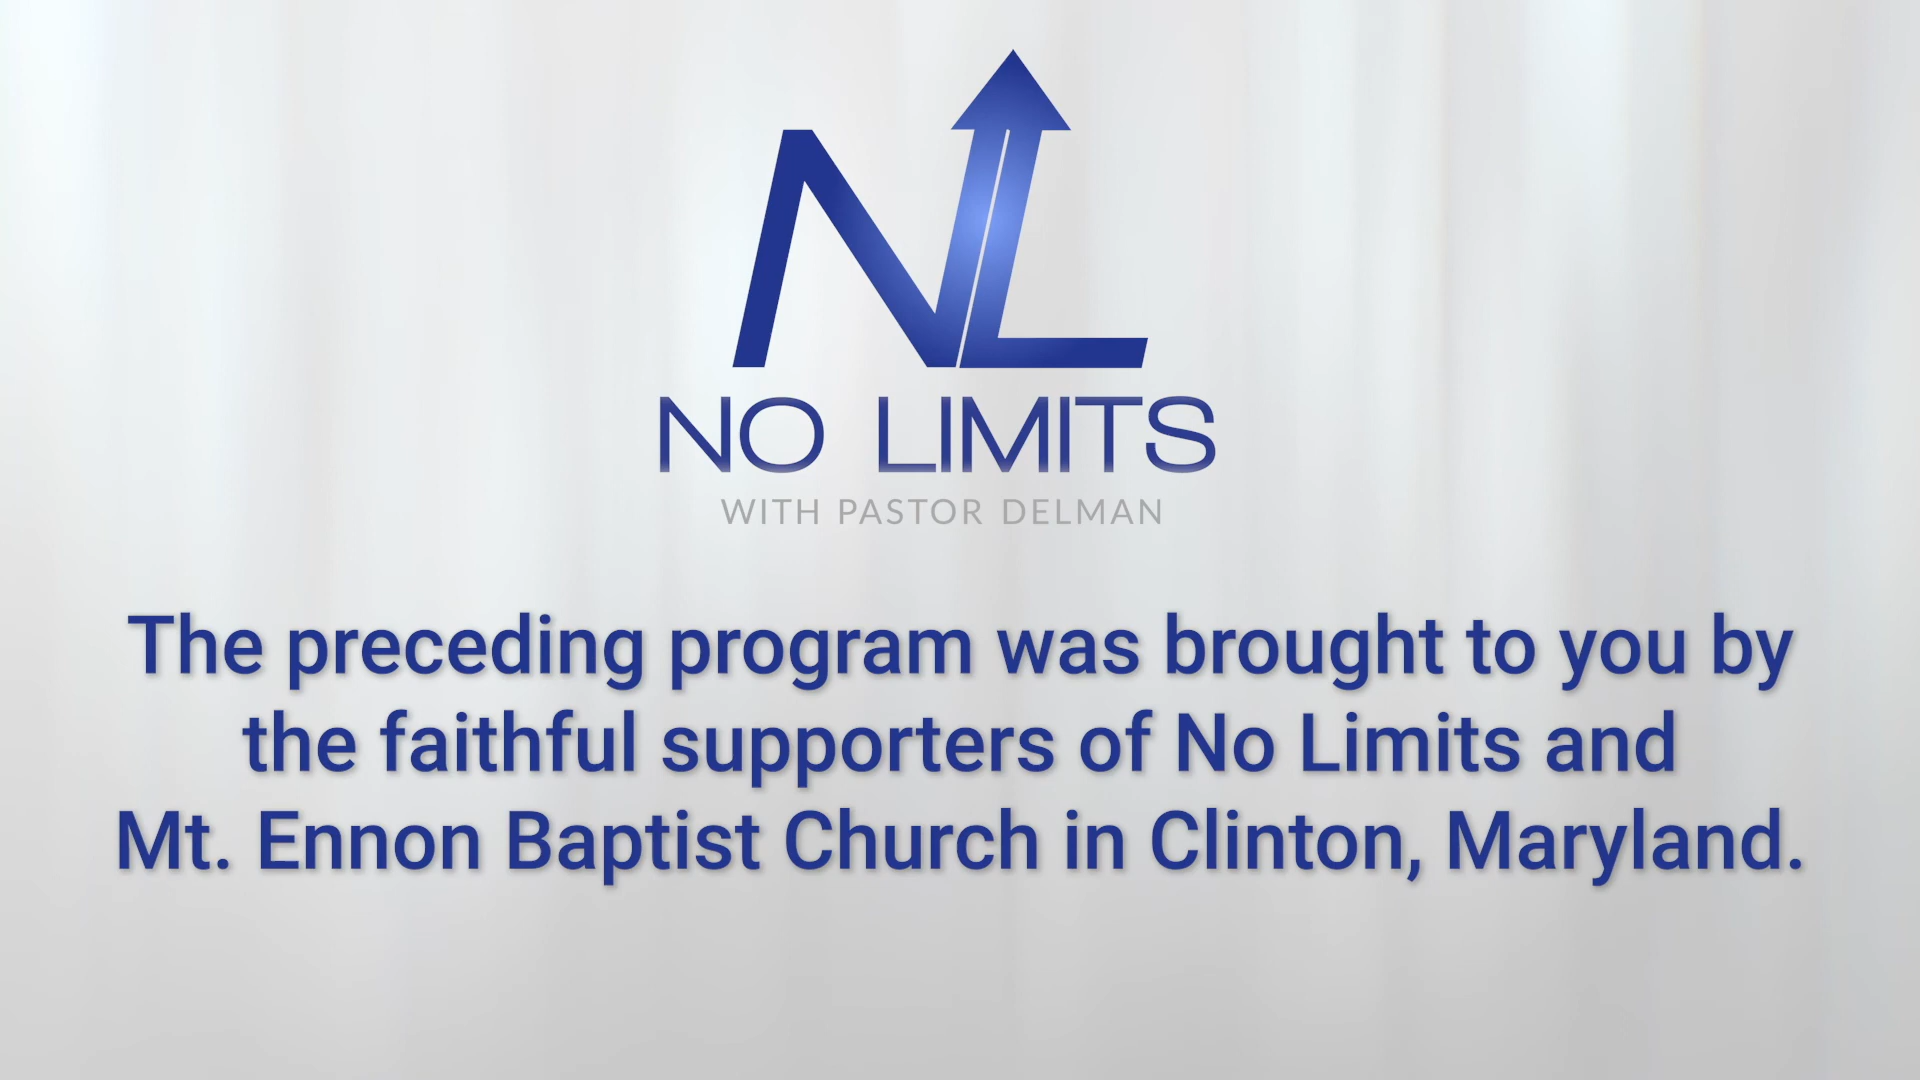 NL
NO LIMITS
WITH PASTOR DELMAN
The preceding program was brought to you by
the faithful supporters of No Limits and
Mt. Ennon Baptist Church in Clinton, Maryland.